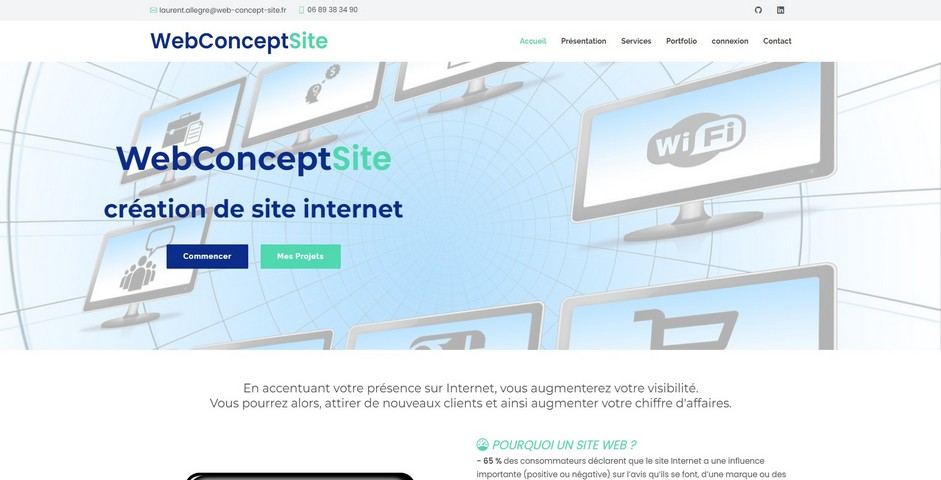 laurent.allegre@web-concept-site.fr 06 89 38 34 90
WebConceptSite
Accueil Présentation Services Portfolio connexion Contact
WiFi
WebConceptSite
création de site internet
Commencer Mes Projets
En accentuant votre présence sur Internet, vous augmenterez votre visibilité.
Vous pourrez alors, attirer de nouveaux clients et ainsi augmenter votre chiffre d'affaires.
POURQUOI UN SITE WEB ?
- 65 % des consommateurs déclarent que le site Internet a une influence
importante (positive ou négative) sur l'avis qu'ils se font, d'une marque ou des